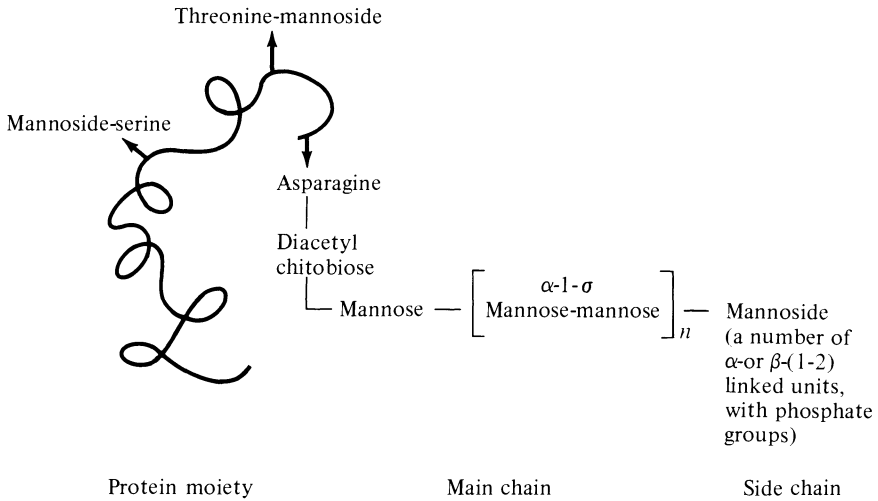 Threonine-mannoside
Mannoside-serine
Asparagine
Diacetyl
chitobiose
Mannose
α-1-σ
Mannose-mannose
n
Mannoside
(a number of
α-or β-(1-2)
linked units,
with phosphate
groups)
Protein moiety
Main chain
Side chain